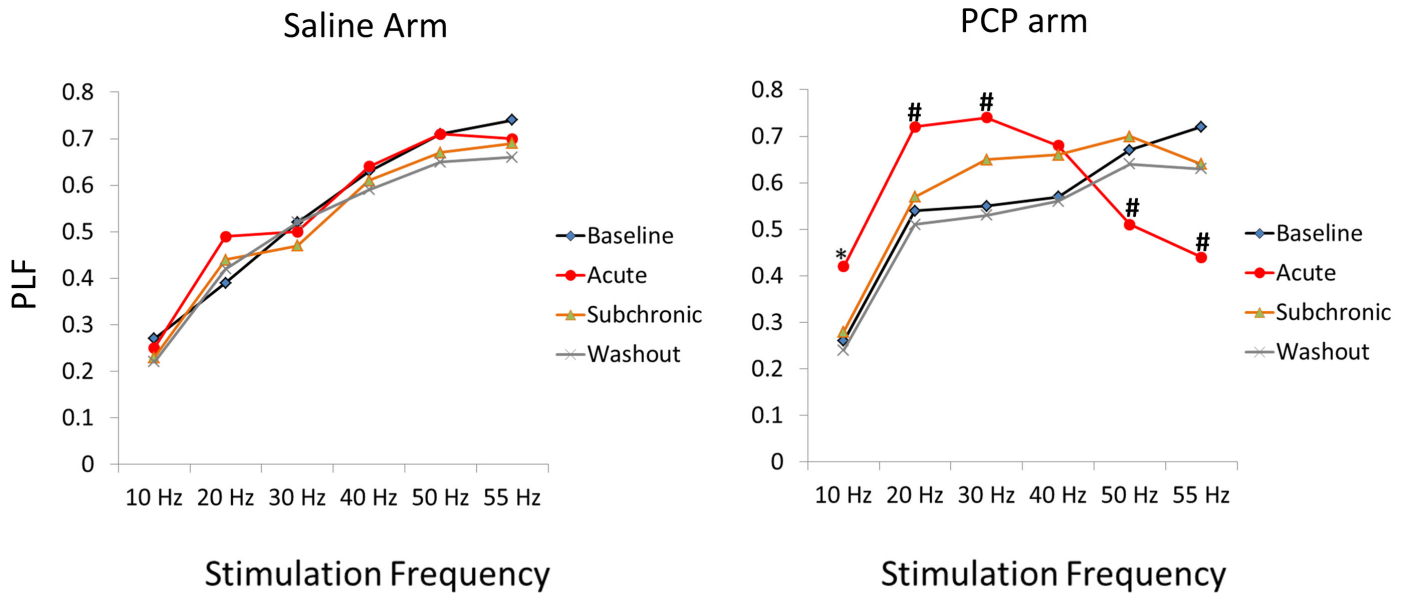 Saline Arm
PLF
0.8
0.7
0.6
0.5
0.4
0.3
0.2
0.1
0
10 Hz 20 Hz 30 Hz 40 Hz 50 Hz 55 Hz
Stimulation Frequency
Baseline
Acute
Subchronic
Washout
PCP arm
0.8
0.7
0.6
0.5
0.4
0.3
0.2
0.1
0
# #
#
* #
10 Hz 20 Hz 30 Hz 40 Hz 50 Hz 55 Hz
Stimulation Frequency
Baseline
Acute
Subchronic
Washout